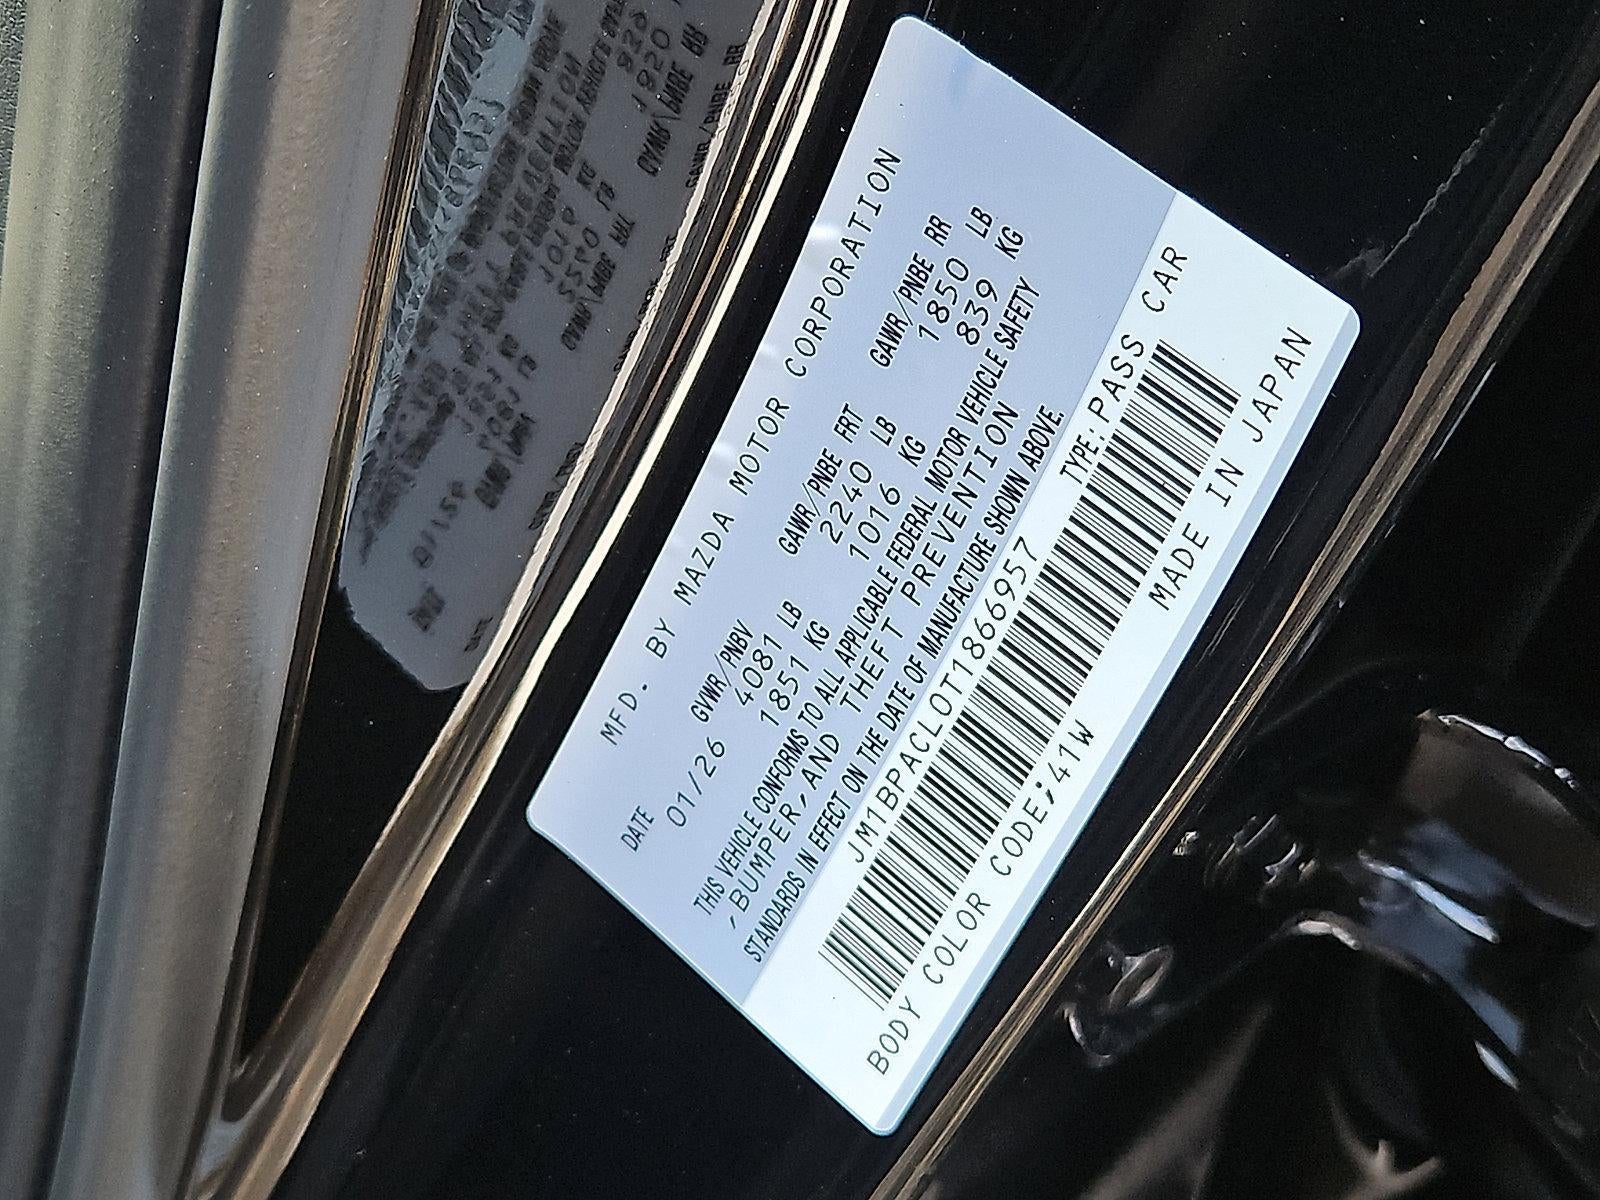 MFD. BY MAZDA MOTOR CORPORATION
DATE GVWR/PNBV GAWR/PNBE FRT GAWR/PNBE RR
01/26 4081 LB 2240 LB 1850 LB
1851 KG 1016 KG 839 KG
THIS VEHICLE CONFORMS TO ALL APPLICABLE FEDERAL MOTOR VEHICLE SAFETY
,BUMPER,AND THEFT PREVENTION
STANDARDS IN EFFECT ON THE DATE OF MANUFACTURE SHOWN ABOVE.
JM1BPACL0T1866957 TYPE:PASS CAR
BODY COLOR CODE;41W MADE IN JAPAN